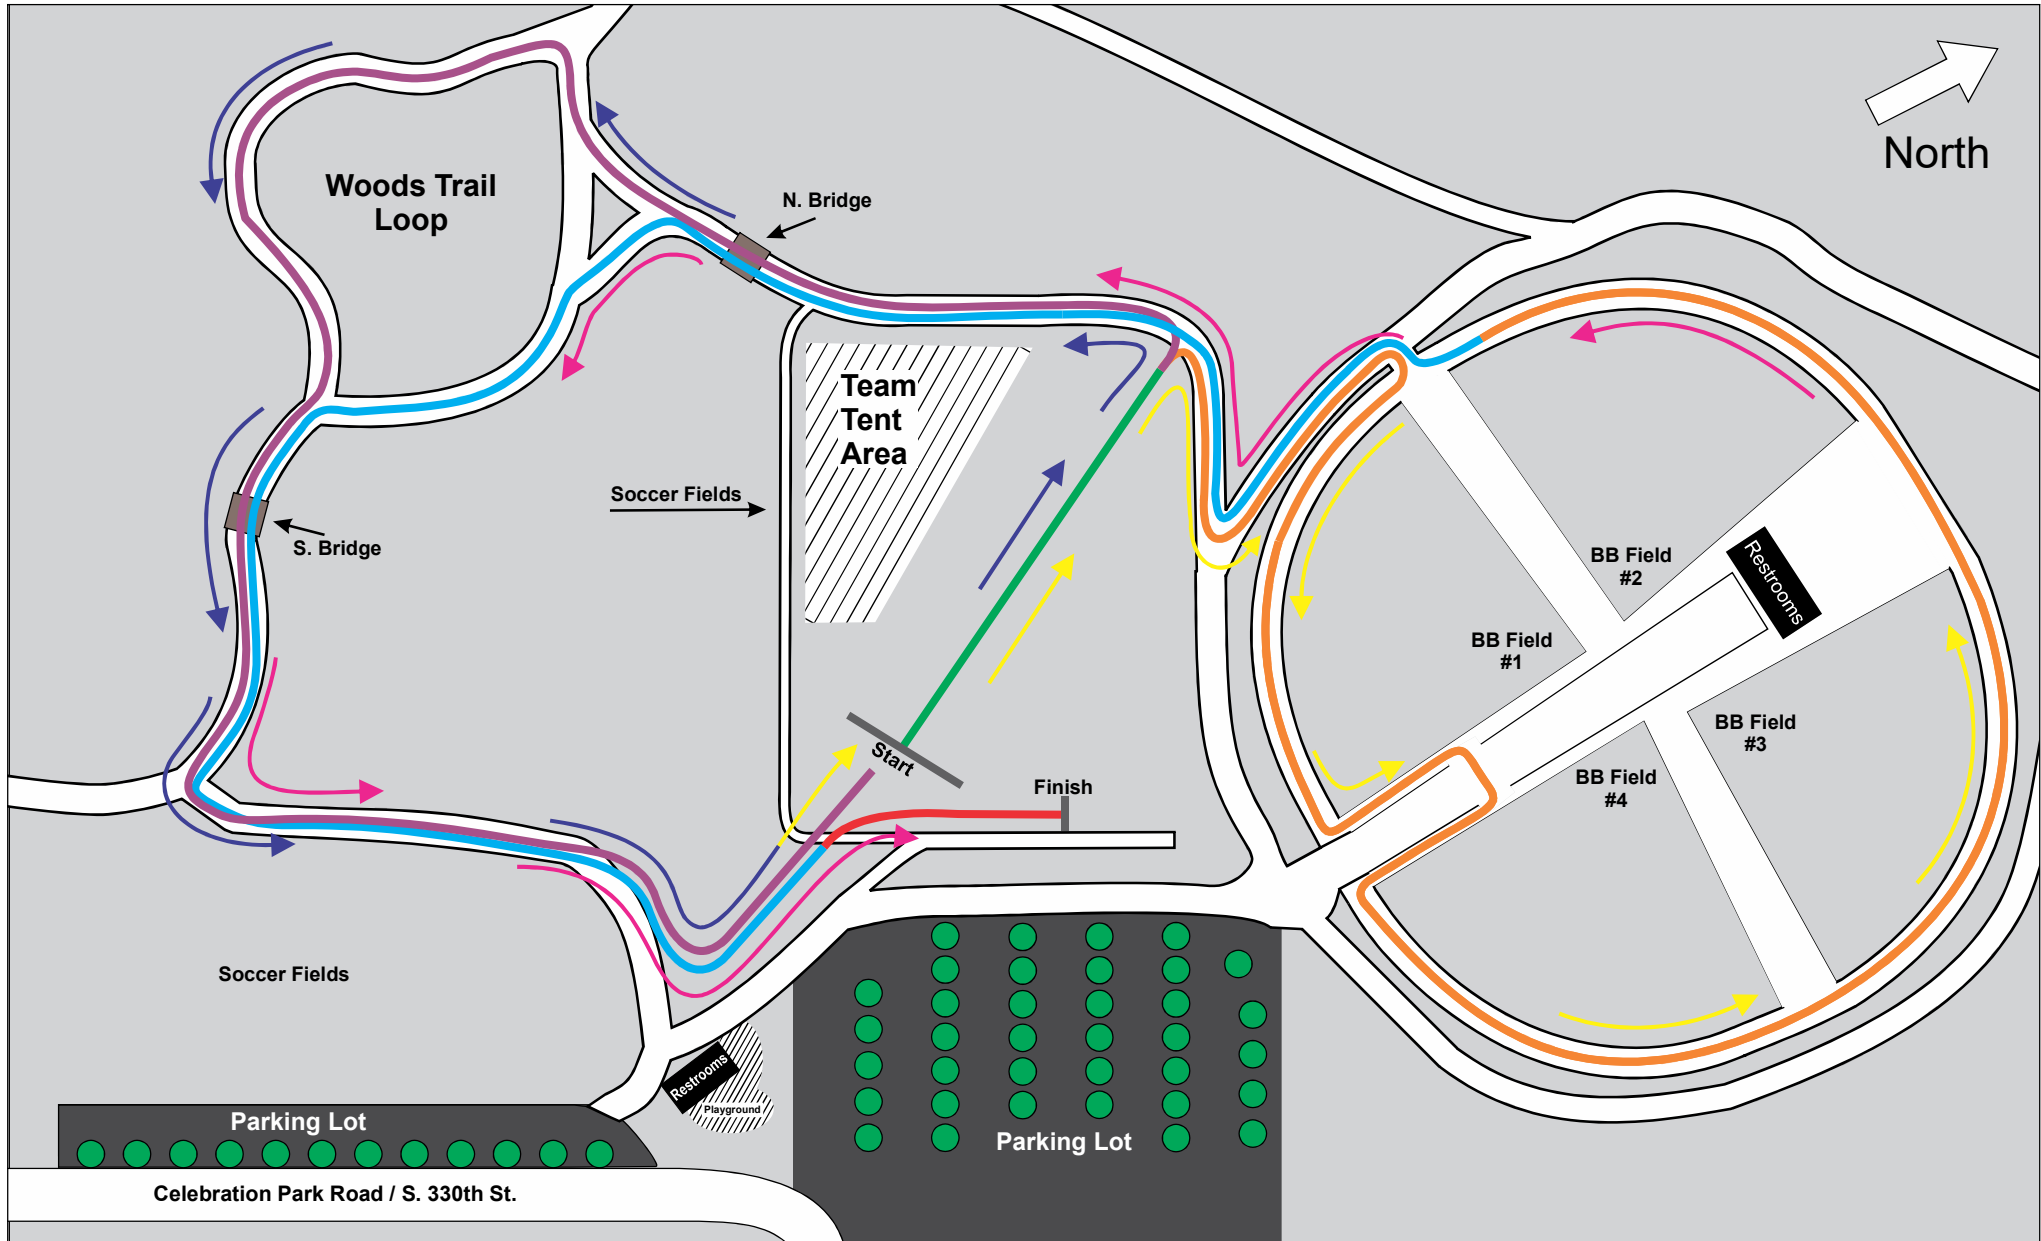 North
Woods Trail
Loop
N. Bridge
Team
Tent
Area
Soccer Fields
S. Bridge
BB Field
#2
Restrooms
BB Field
#1
BB Field
#3
Start
Finish
BB Field
#4
Soccer Fields
Restrooms
Playground
Parking Lot
Parking Lot
Celebration Park Road / S. 330th St.